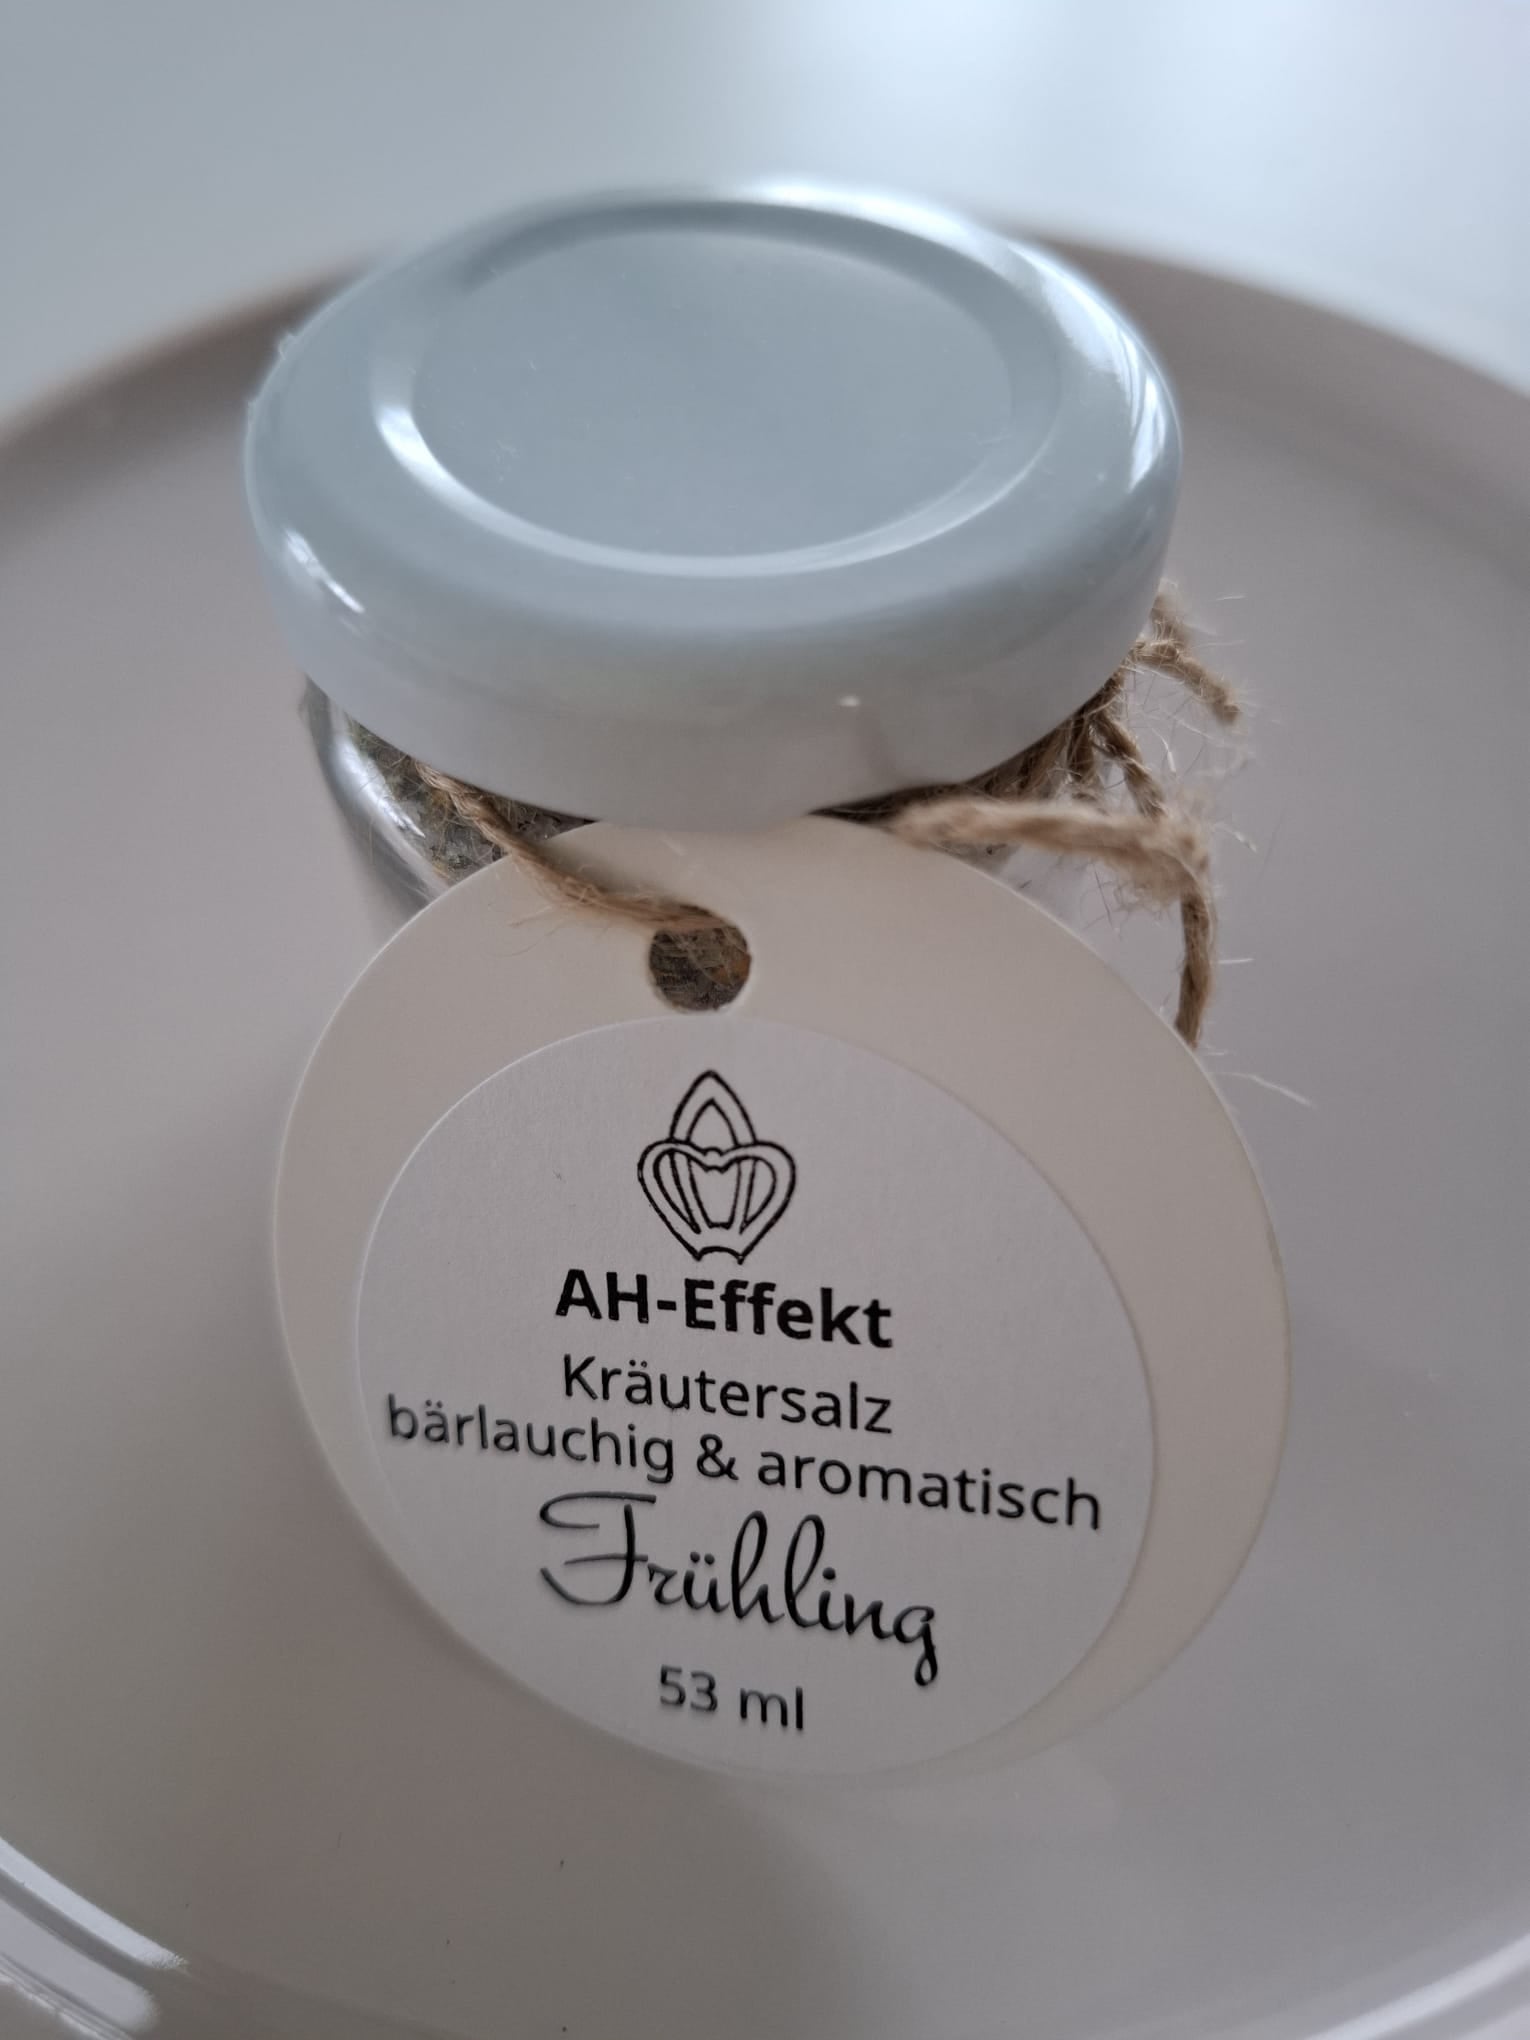 AH-Effekt
Kräutersalz
bärlauchig & aromatisch
Frühling
53 ml